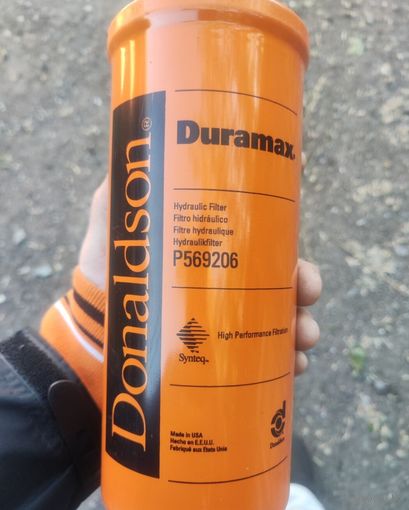 Donaldson®
Duramax®
Hydraulic Filter
Filtro hidráulico
Filtre hydraulique
Hydraulikfilter
P569206
Synteq™
High Performance Filtration
Made in USA
Hecho en E.E.U.U.
Fabriqué aux Etats Unis
Donaldson